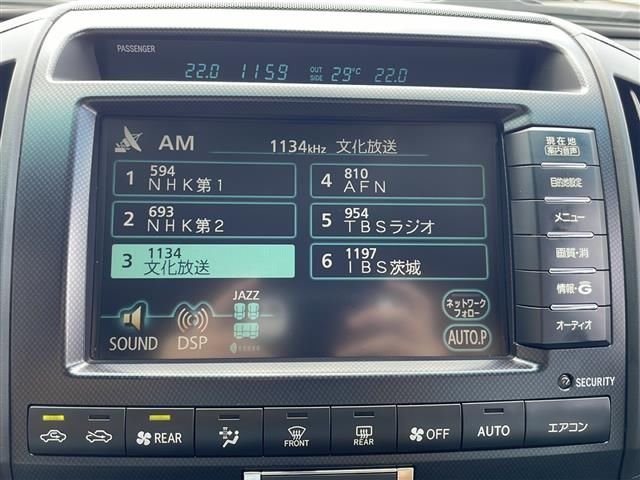 PASSENGER
22.0 1159 OUT SIDE 29℃ 22.0
AM 1134kHz 文化放送
1 594 NHK第1
2 693 NHK第2
3 1134 文化放送
4 810 AFN
5 954 TBSラジオ
6 1197 IBS茨城
SOUND
DSP
JAZZ
ネットワーク
フォロー
AUTO.P
現在地
案内音声
目的地設定
メニュー
画質・消
情報・G
オーディオ
SECURITY
REAR
FRONT
REAR
OFF
AUTO
エアコン